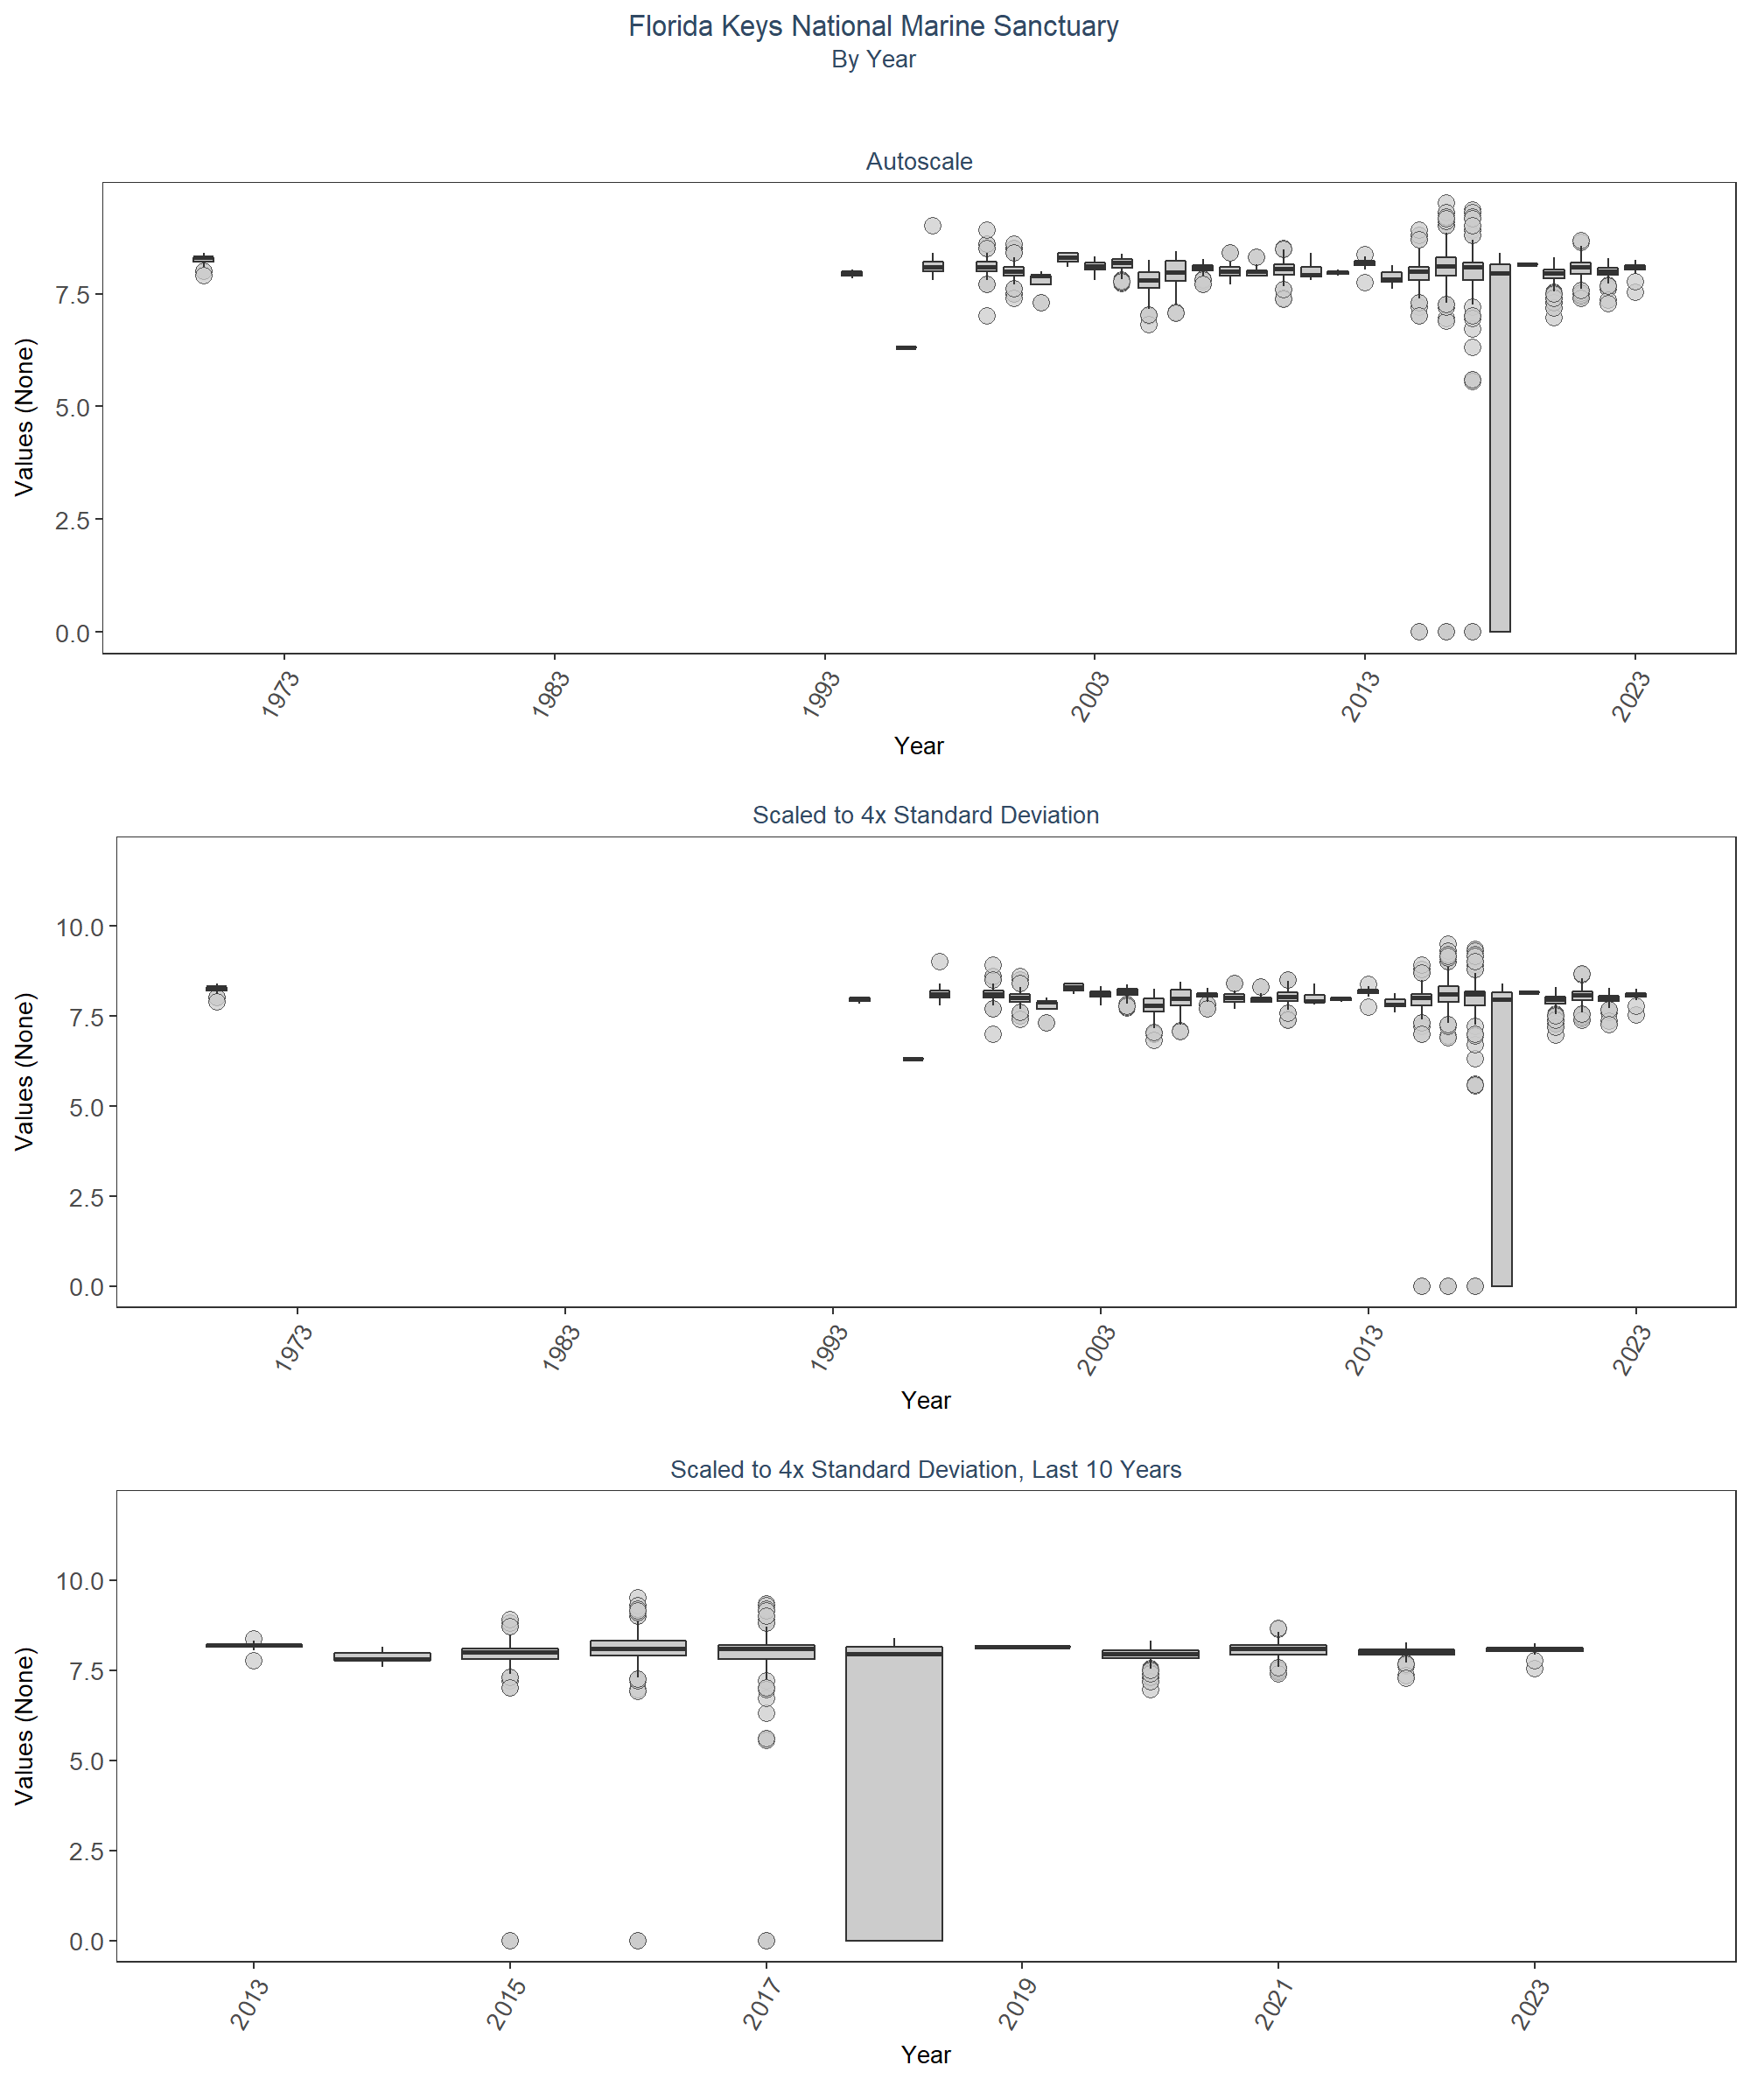 Florida Keys National Marine Sanctuary
By Year
Autoscale
Values (None)
7.5
5.0
2.5
0.0
1973
1983
1993
2003
2013
2023
Year
Scaled to 4x Standard Deviation
Values (None)
10.0
7.5
5.0
2.5
0.0
1973
1983
1993
2003
2013
2023
Year
Scaled to 4x Standard Deviation, Last 10 Years
Values (None)
10.0
7.5
5.0
2.5
0.0
2013
2015
2017
2019
2021
2023
Year